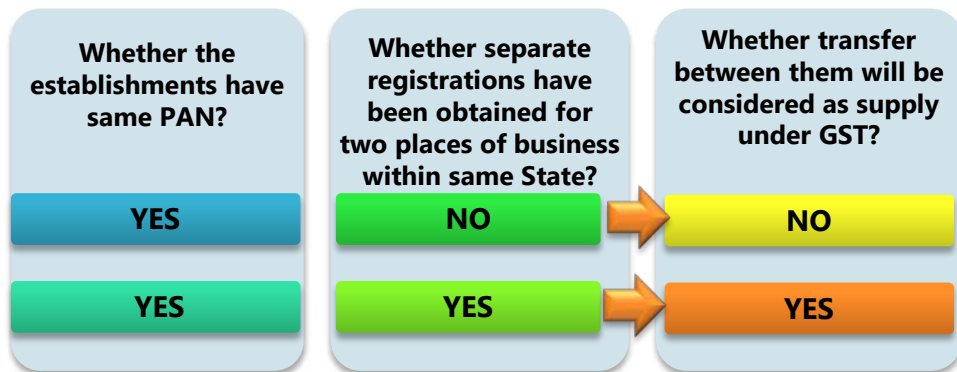 Whether the
establishments have
same PAN?
Whether separate
registrations have
been obtained for
two places of business
within same State?
Whether transfer
between them will be
considered as supply
under GST?
YES
NO
NO
YES
YES
YES